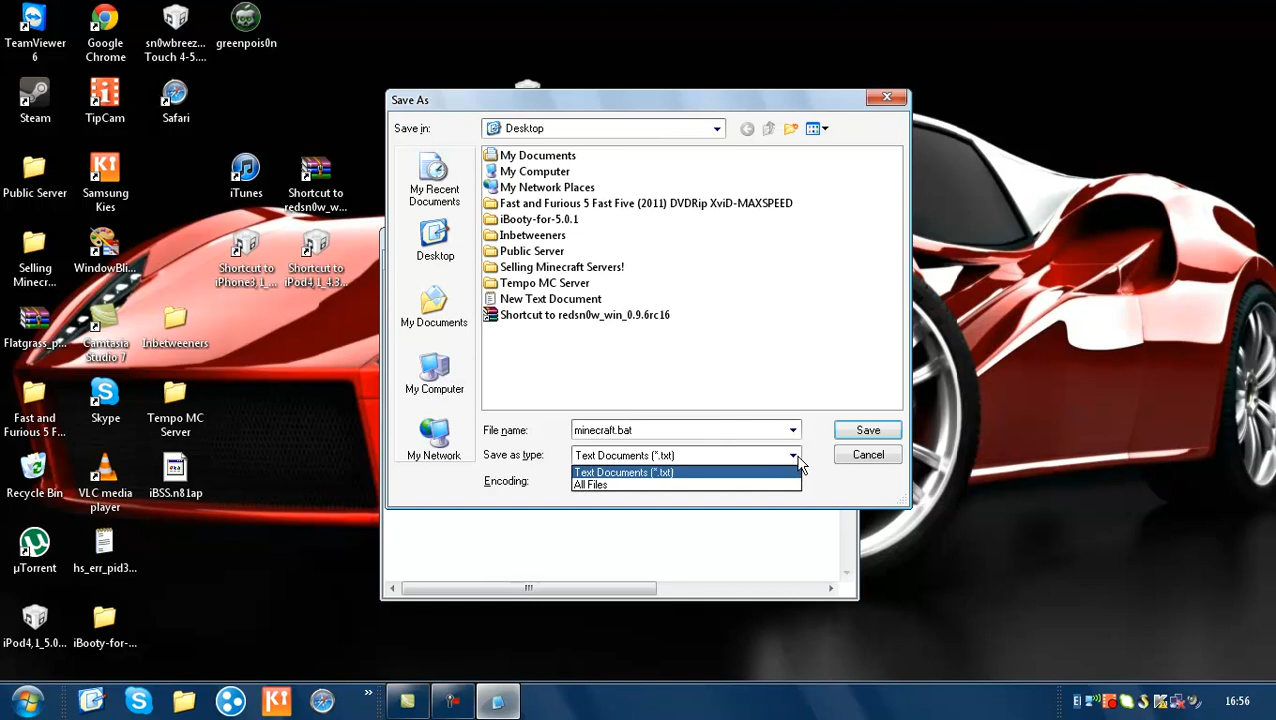 TeamViewer
6
Google
Chrome
sn0wbreez...
Touch 4-5....
greenpois0n
Steam
TipCam
Safari
Public Server
Samsung
Kies
iTunes
Shortcut to
redsn0w_w...
Selling
Minecr...
WindowBli...
Shortcut to
iPhone3,1_...
Shortcut to
iPod4,1_4.3...
Flatgrass_p...
Camtasia
Studio 7
Inbetweeners
Fast and
Furious 5 F...
Skype
Tempo MC
Server
Recycle Bin
VLC media
player
iBSS.n81ap
µTorrent
hs_err_pid3...
iPod4,1_5.0...
iBooty-for-...
Save As
Save in:
Desktop
My Recent
Documents
Desktop
My Documents
My Computer
My Network
My Documents
My Computer
My Network Places
Fast and Furious 5 Fast Five (2011) DVDRip XviD-MAXSPEED
iBooty-for-5.0.1
Inbetweeners
Public Server
Selling Minecraft Servers!
Tempo MC Server
New Text Document
Shortcut to redsn0w_win_0.9.6rc16
File name:
minecraft.bat
Save
Save as type:
Text Documents (*.txt)
Cancel
Text Documents (*.txt)
All Files
Encoding:
16:56